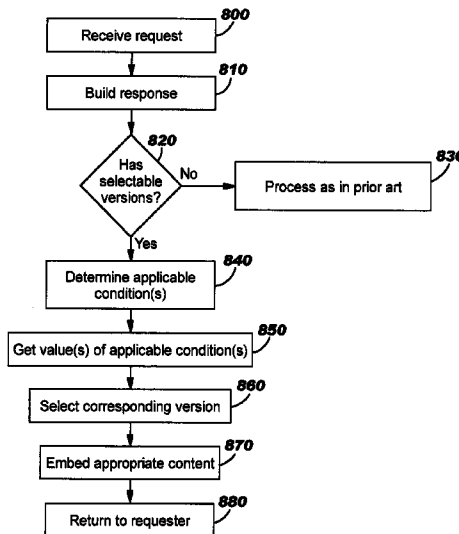 800
Receive request
810
Build response
820
Has
selectable
versions?
No
830
Process as in prior art
Yes
840
Determine applicable
condition(s)
850
Get value(s) of applicable condition(s)
860
Select corresponding version
870
Embed appropriate content
880
Return to requester